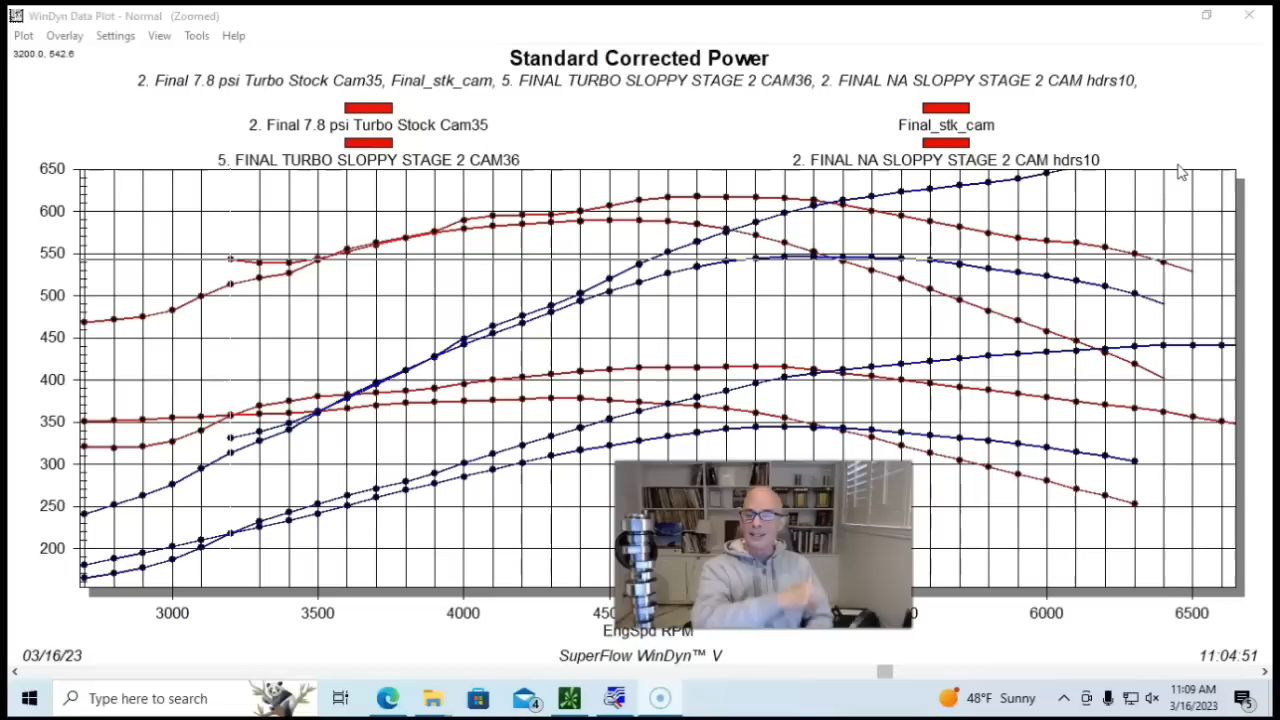 WinDyn Data Plot - Normal (Zoomed)
Plot Overlay Settings View Tools Help
3200.0, 542.6
Standard Corrected Power
2. Final 7.8 psi Turbo Stock Cam35, Final_stk_cam, 5. FINAL TURBO SLOPPY STAGE 2 CAM36, 2. FINAL NA SLOPPY STAGE 2 CAM hdrs10,
2. Final 7.8 psi Turbo Stock Cam35 Final_stk_cam
5. FINAL TURBO SLOPPY STAGE 2 CAM36 2. FINAL NA SLOPPY STAGE 2 CAM hdrs10
650
600
550
500
450
400
350
300
250
200
3000 3500 4000 6000 6500
EngSpd RPM
03/16/23 SuperFlow WinDyn™ V 11:04:51
Type here to search 4 48°F Sunny 11:09 AM
3/16/2023 5